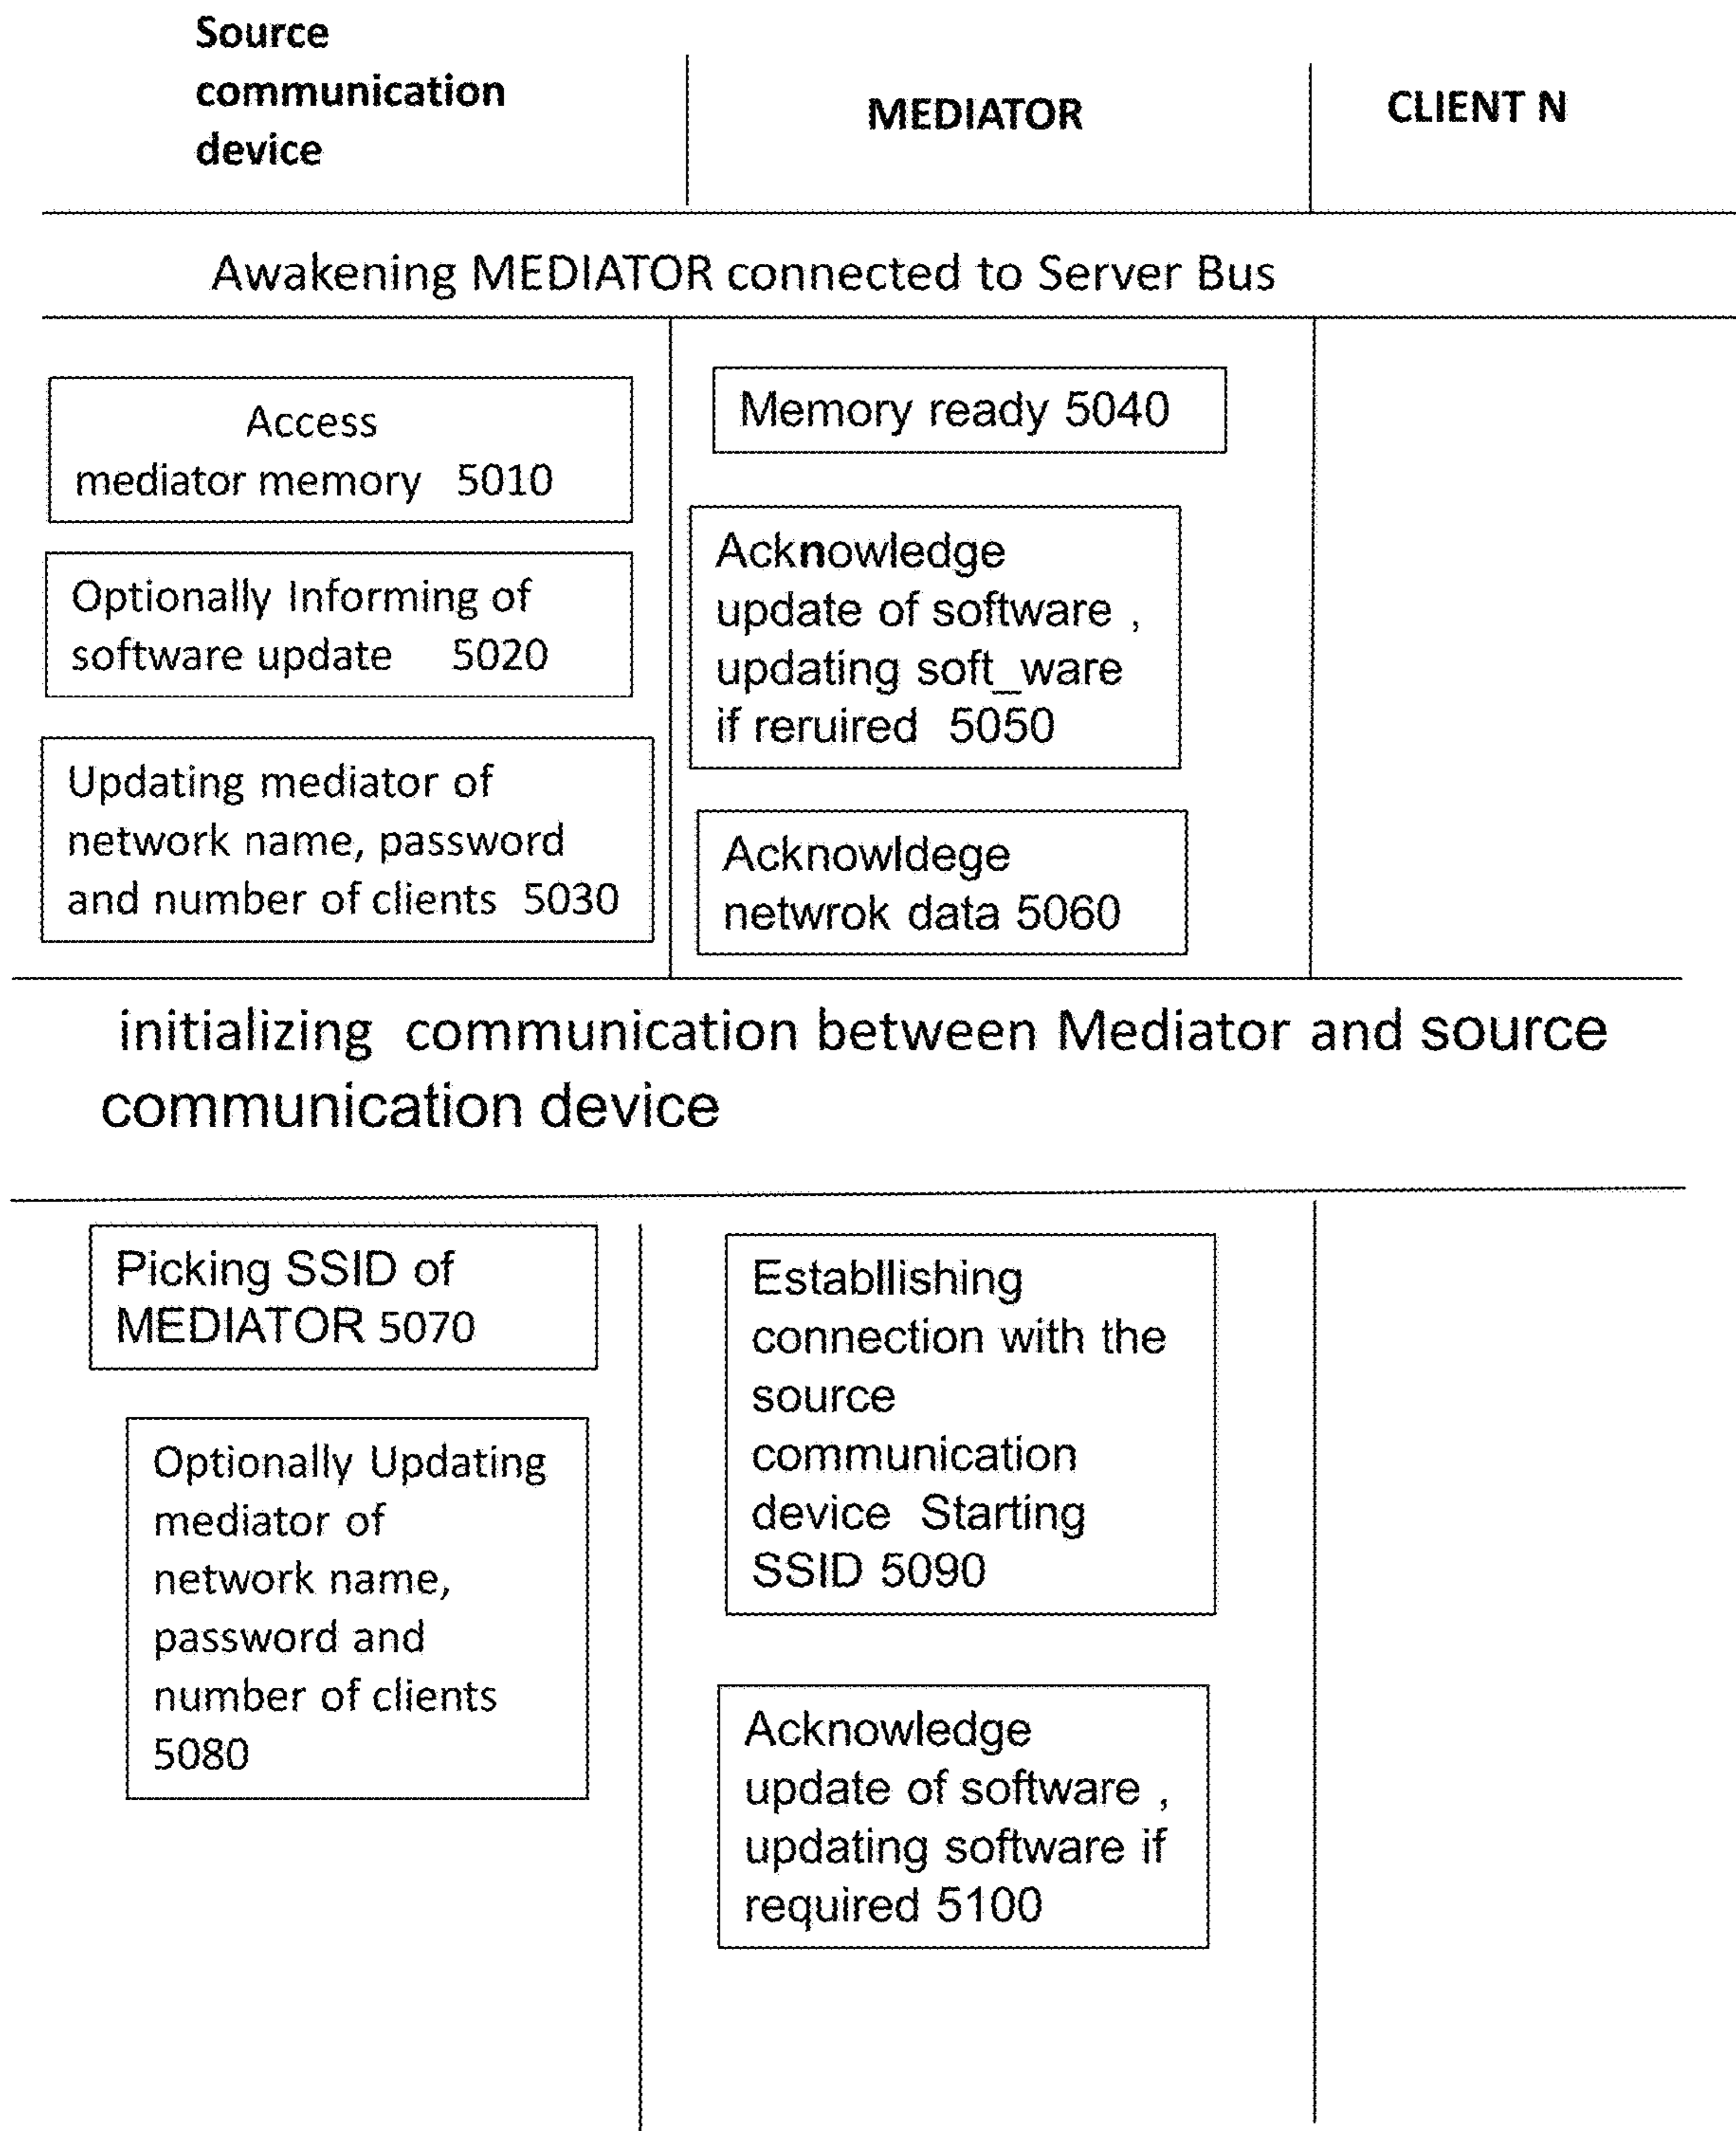 Source
communication
device
MEDIATOR
CLIENT N
Awakening MEDIATOR connected to Server Bus
Access
mediator memory 5010
Optionally Informing of
software update 5020
Updating mediator of
network name, password
and number of clients 5030
Memory ready 5040
Acknowledge
update of software ,
updating soft_ware
if reruired 5050
Acknowldege
netwrok data 5060
initializing communication between Mediator and source
communication device
Picking SSID of
MEDIATOR 5070
Optionally Updating
mediator of
network name,
password and
number of clients
5080
Establlishing
connection with the
source
communication
device Starting
SSID 5090
Acknowledge
update of software ,
updating software if
required 5100